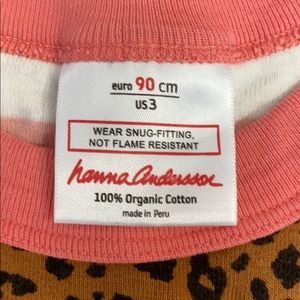 euro 90 cm
US 3
WEAR SNUG-FITTING,
NOT FLAME RESISTANT
hanna andersson
100% Organic Cotton
made in Peru